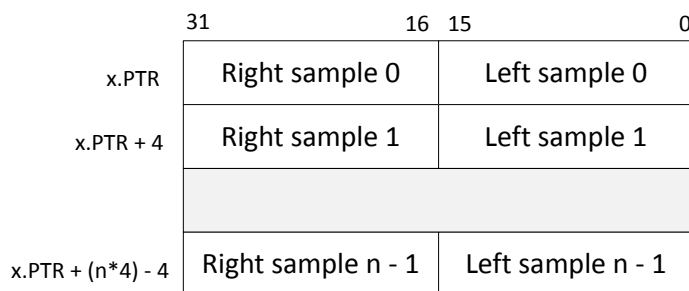 31 16 15 0
x.PTR Right sample 0 Left sample 0
x.PTR + 4 Right sample 1 Left sample 1
x.PTR + (n*4) - 4 Right sample n - 1 Left sample n - 1